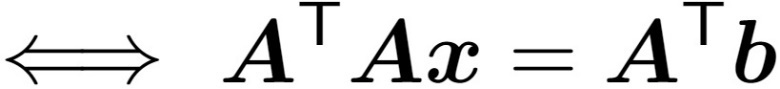 ⟺ AᵀAx = Aᵀb